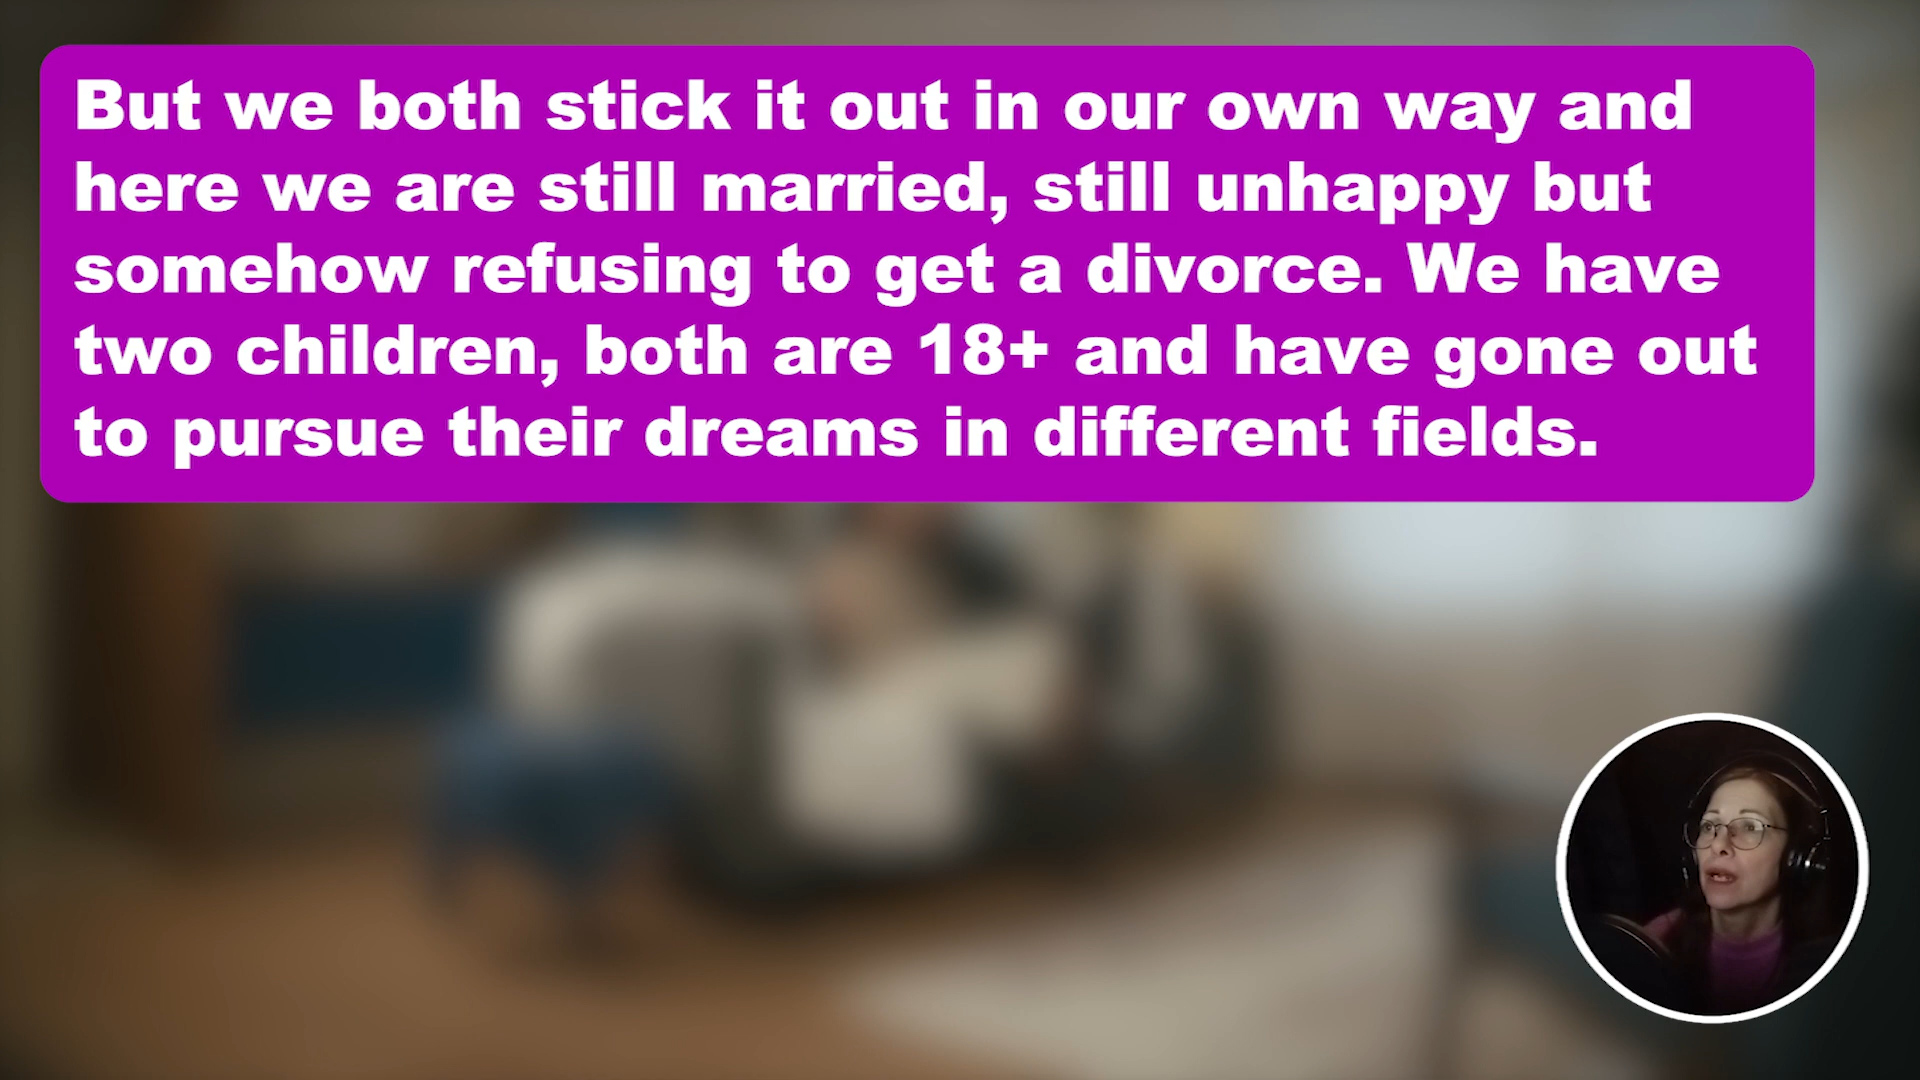 But we both stick it out in our own way and
here we are still married, still unhappy but
somehow refusing to get a divorce. We have
two children, both are 18+ and have gone out
to pursue their dreams in different fields.